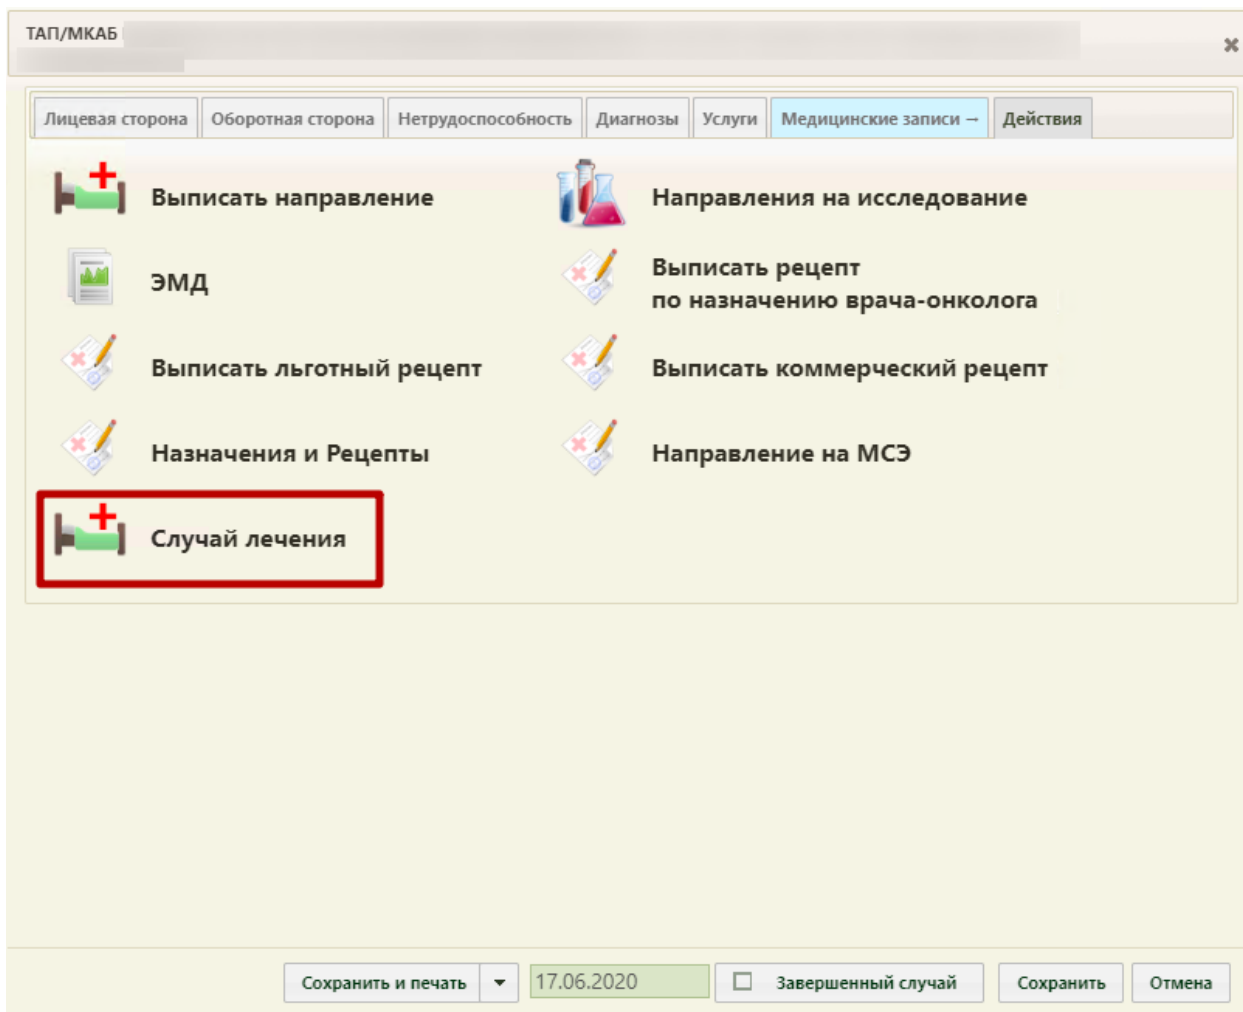 ТАП/МКАБ
Лицевая сторона Оборотная сторона Нетрудоспособность Диагнозы Услуги Медицинские записи → Действия
Выписать направление
Направления на исследование
ЭМД
Выписать рецепт
по назначению врача-онколога
Выписать льготный рецепт
Выписать коммерческий рецепт
Назначения и Рецепты
Направление на МСЭ
Случай лечения
Сохранить и печать 17.06.2020 Завершенный случай Сохранить Отмена